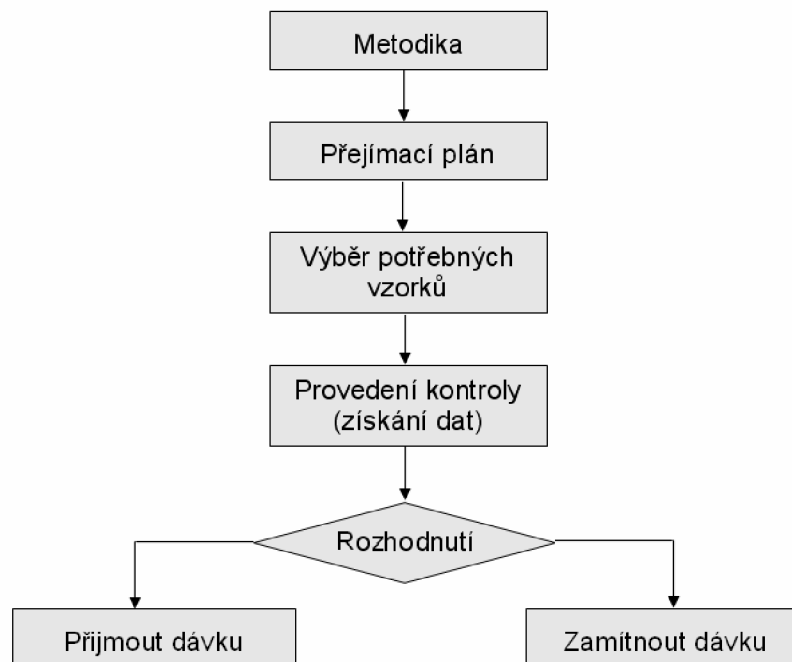 Metodika
Přejímací plán
Výběr potřebných
vzorků
Provedení kontroly
(získání dat)
Rozhodnutí
Přijmout dávku
Zamítnout dávku